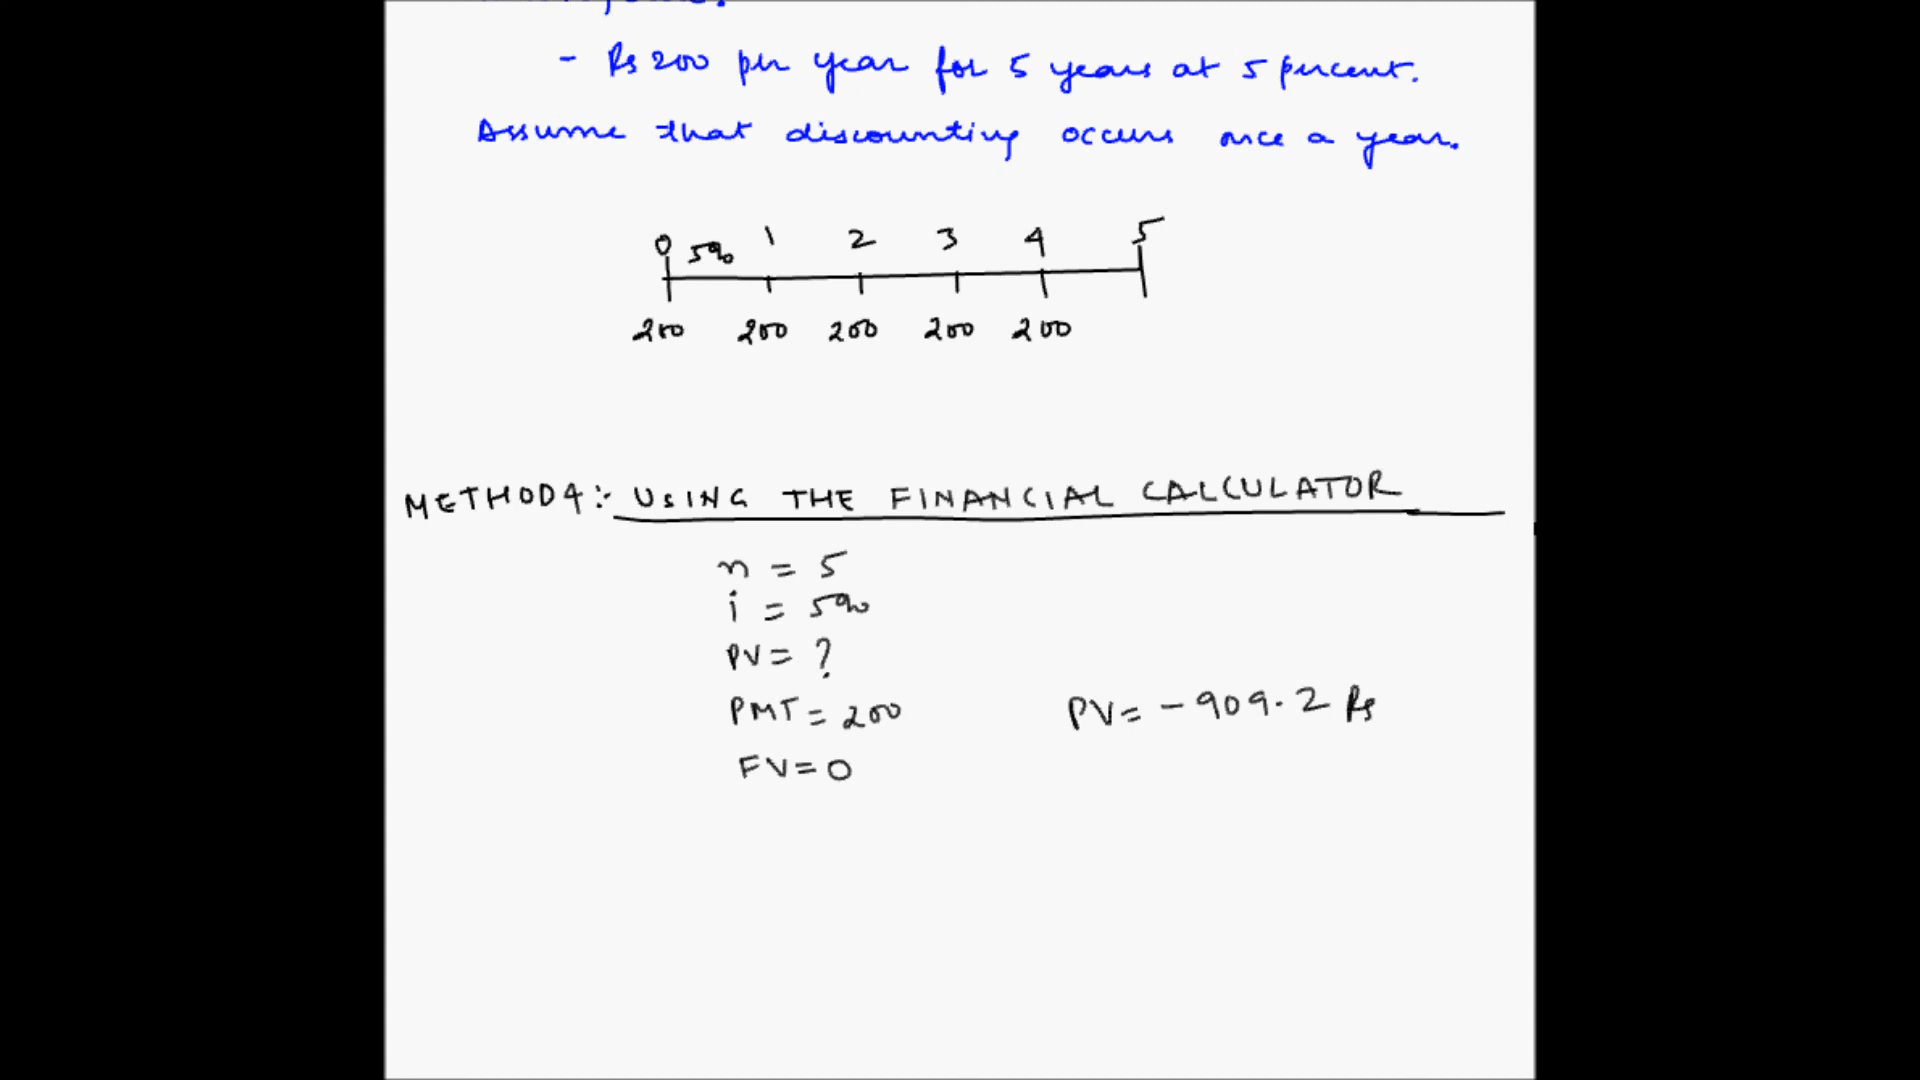 - Rs 200 per year for 5 years at 5 percent.
Assume that discounting occurs once a year.
0 5% 1 2 3 4 5
200 200 200 200 200
METHOD4:- USING THE FINANCIAL CALCULATOR
n = 5
i = 5%
PV = ?
PMT = 200 PV = -909.2 Rs
FV = 0